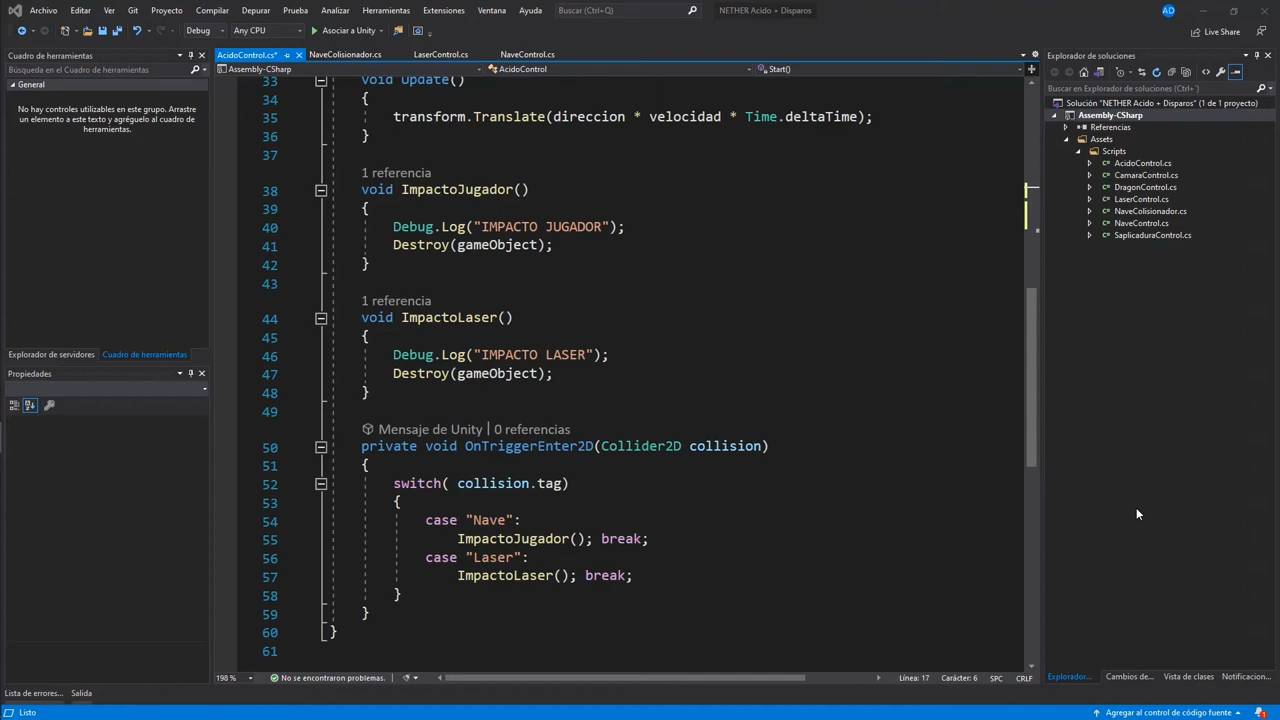 Archivo Editar Ver Git Proyecto Compilar Depurar Prueba Analizar Herramientas Extensiones Ventana Ayuda Buscar (Ctrl+Q) NETHER Acido + Disparos AD
Debug Any CPU Asociar a Unity Live Share
Cuadro de herramientas
Buscar en Cuadro de herramientas
General
No hay controles utilizables en este grupo. Arrastre
un elemento a este texto y agréguelo al cuadro de
herramientas.
Explorador de servidores Cuadro de herramientas
Propiedades
AcidoControl.cs* NaveColisionador.cs LaserControl.cs NaveControl.cs
Assembly-CSharp AcidoControl Start()
33 void Update()
34 {
35 transform.Translate(direccion * velocidad * Time.deltaTime);
36 }
37
1 referencia
38 void ImpactoJugador()
39 {
40 Debug.Log("IMPACTO JUGADOR");
41 Destroy(gameObject);
42 }
43
1 referencia
44 void ImpactoLaser()
45 {
46 Debug.Log("IMPACTO LASER");
47 Destroy(gameObject);
48 }
49
Mensaje de Unity | 0 referencias
50 private void OnTriggerEnter2D(Collider2D collision)
51 {
52 switch( collision.tag)
53 {
54 case "Nave":
55 ImpactoJugador(); break;
56 case "Laser":
57 ImpactoLaser(); break;
58 }
59 }
60 }
61
198 % No se encontraron problemas. Línea: 17 Carácter: 6 SPC CRLF
Explorador de soluciones
Buscar en Explorador de soluciones (Ctrl+´)
Solución "NETHER Acido + Disparos" (1 de 1 proyecto)
Assembly-CSharp
Referencias
Assets
Scripts
AcidoControl.cs
CamaraControl.cs
DragonControl.cs
LaserControl.cs
NaveColisionador.cs
NaveControl.cs
SaplicaduraControl.cs
Explorador... Cambios de... Vista de clases Notificacion...
Lista de errores... Salida
Listo Agregar al control de código fuente 1